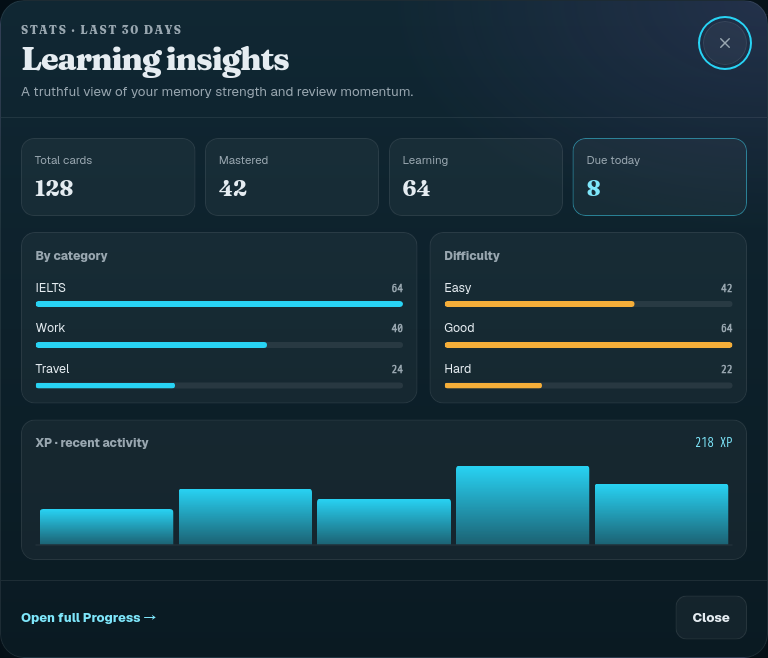 STATS · LAST 30 DAYS
Learning insights
A truthful view of your memory strength and review momentum.
Total cards
128
Mastered
42
Learning
64
Due today
8
By category
IELTS 64
Work 40
Travel 24
Difficulty
Easy 42
Good 64
Hard 22
XP · recent activity 218 XP
Open full Progress →
Close